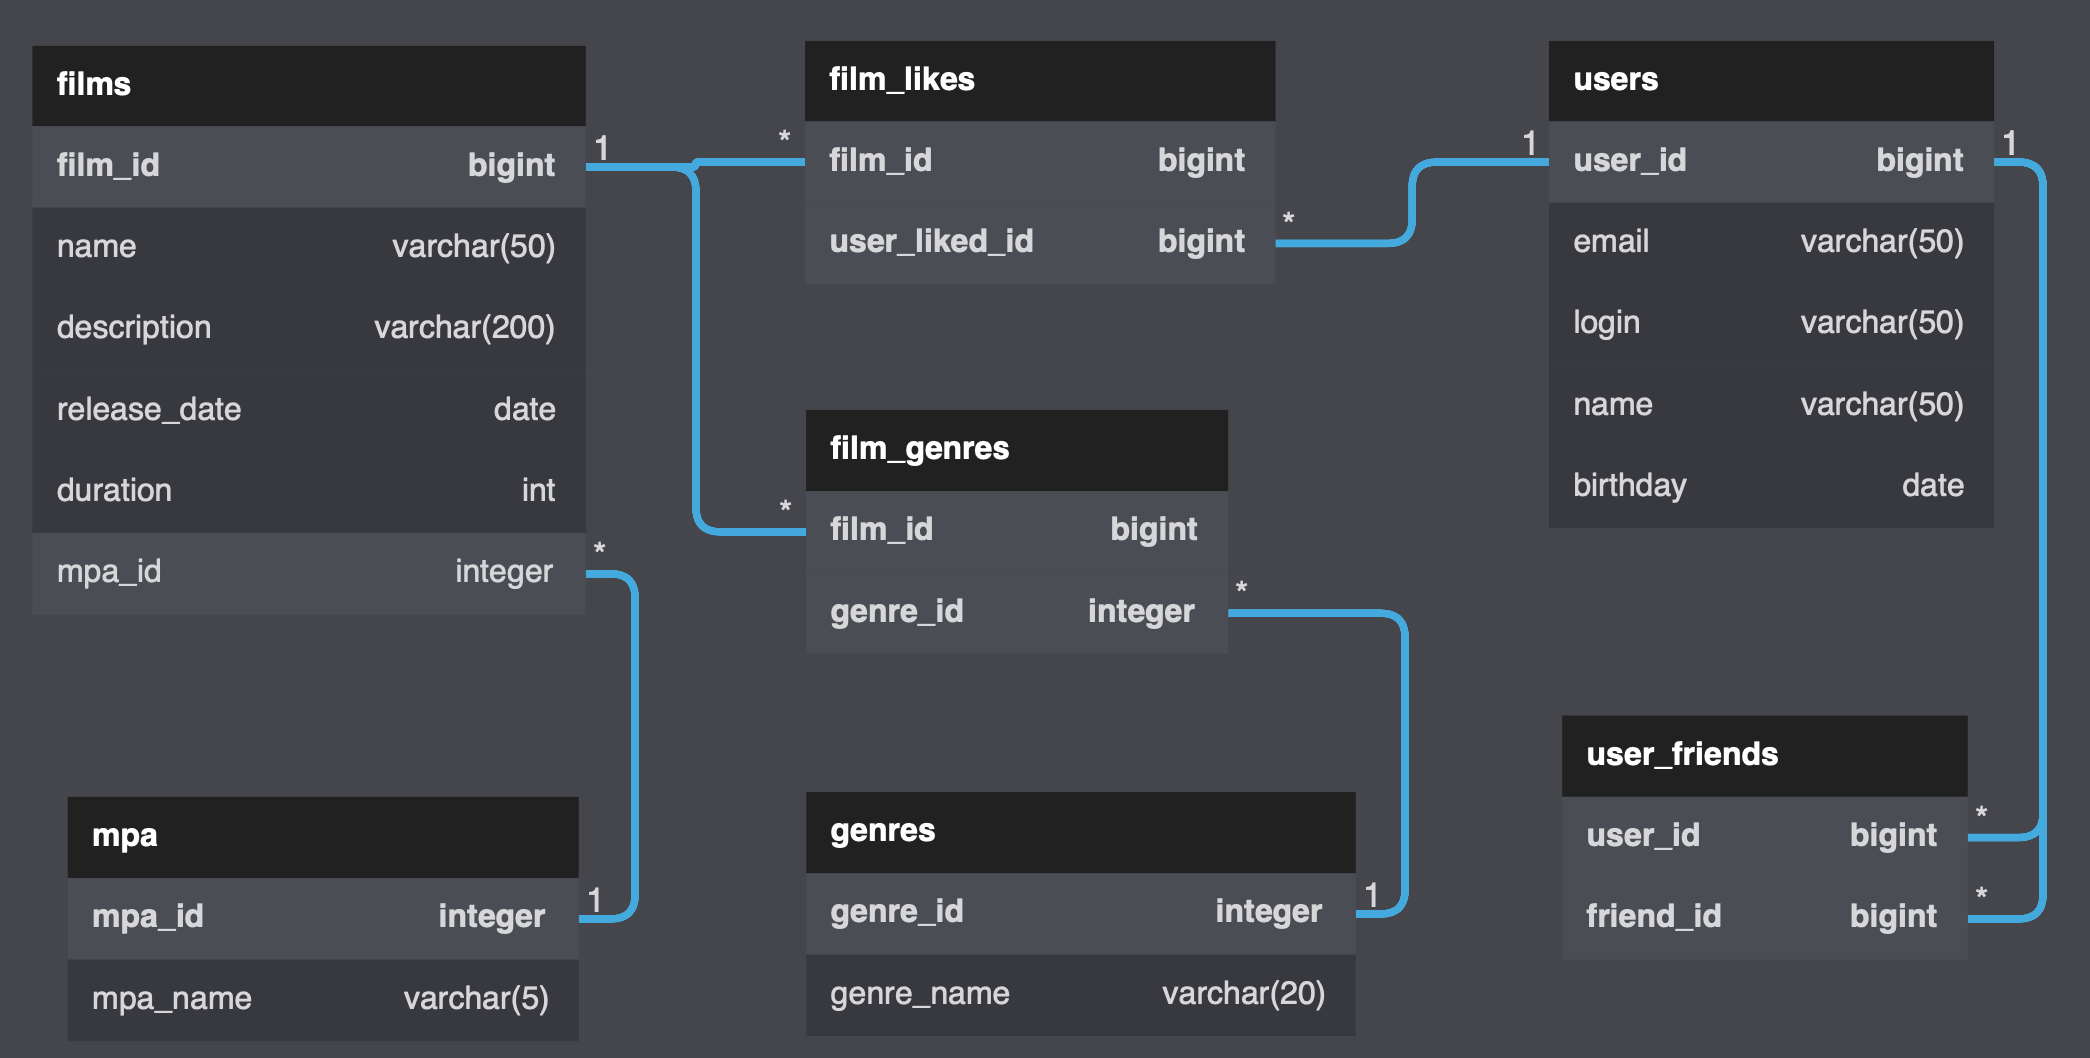 films
film_id bigint
name varchar(50)
description varchar(200)
release_date date
duration int
mpa_id integer
1
*
film_likes
film_id bigint
user_liked_id bigint
*
*
users
user_id bigint
email varchar(50)
login varchar(50)
name varchar(50)
birthday date
1
1
film_genres
film_id bigint
genre_id integer
*
*
mpa
mpa_id integer
mpa_name varchar(5)
1
genres
genre_id integer
genre_name varchar(20)
1
user_friends
user_id bigint
friend_id bigint
*
*